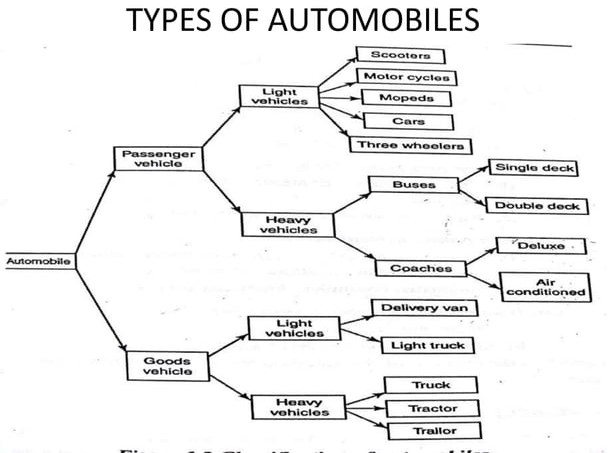 TYPES OF AUTOMOBILES
Scooters
Motor cycles
Mopeds
Cars
Three wheelers
Light
vehicles
Passenger
vehicle
Heavy
vehicles
Buses
Single deck
Double deck
Coaches
Deluxe
Air
conditioned
Automobile
Goods
vehicle
Light
vehicles
Delivery van
Light truck
Heavy
vehicles
Truck
Tractor
Trallor